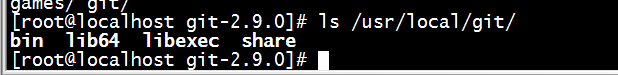 games/ git/
[root@localhost git-2.9.0]# ls /usr/local/git/
bin  lib64  libexec  share
[root@localhost git-2.9.0]#